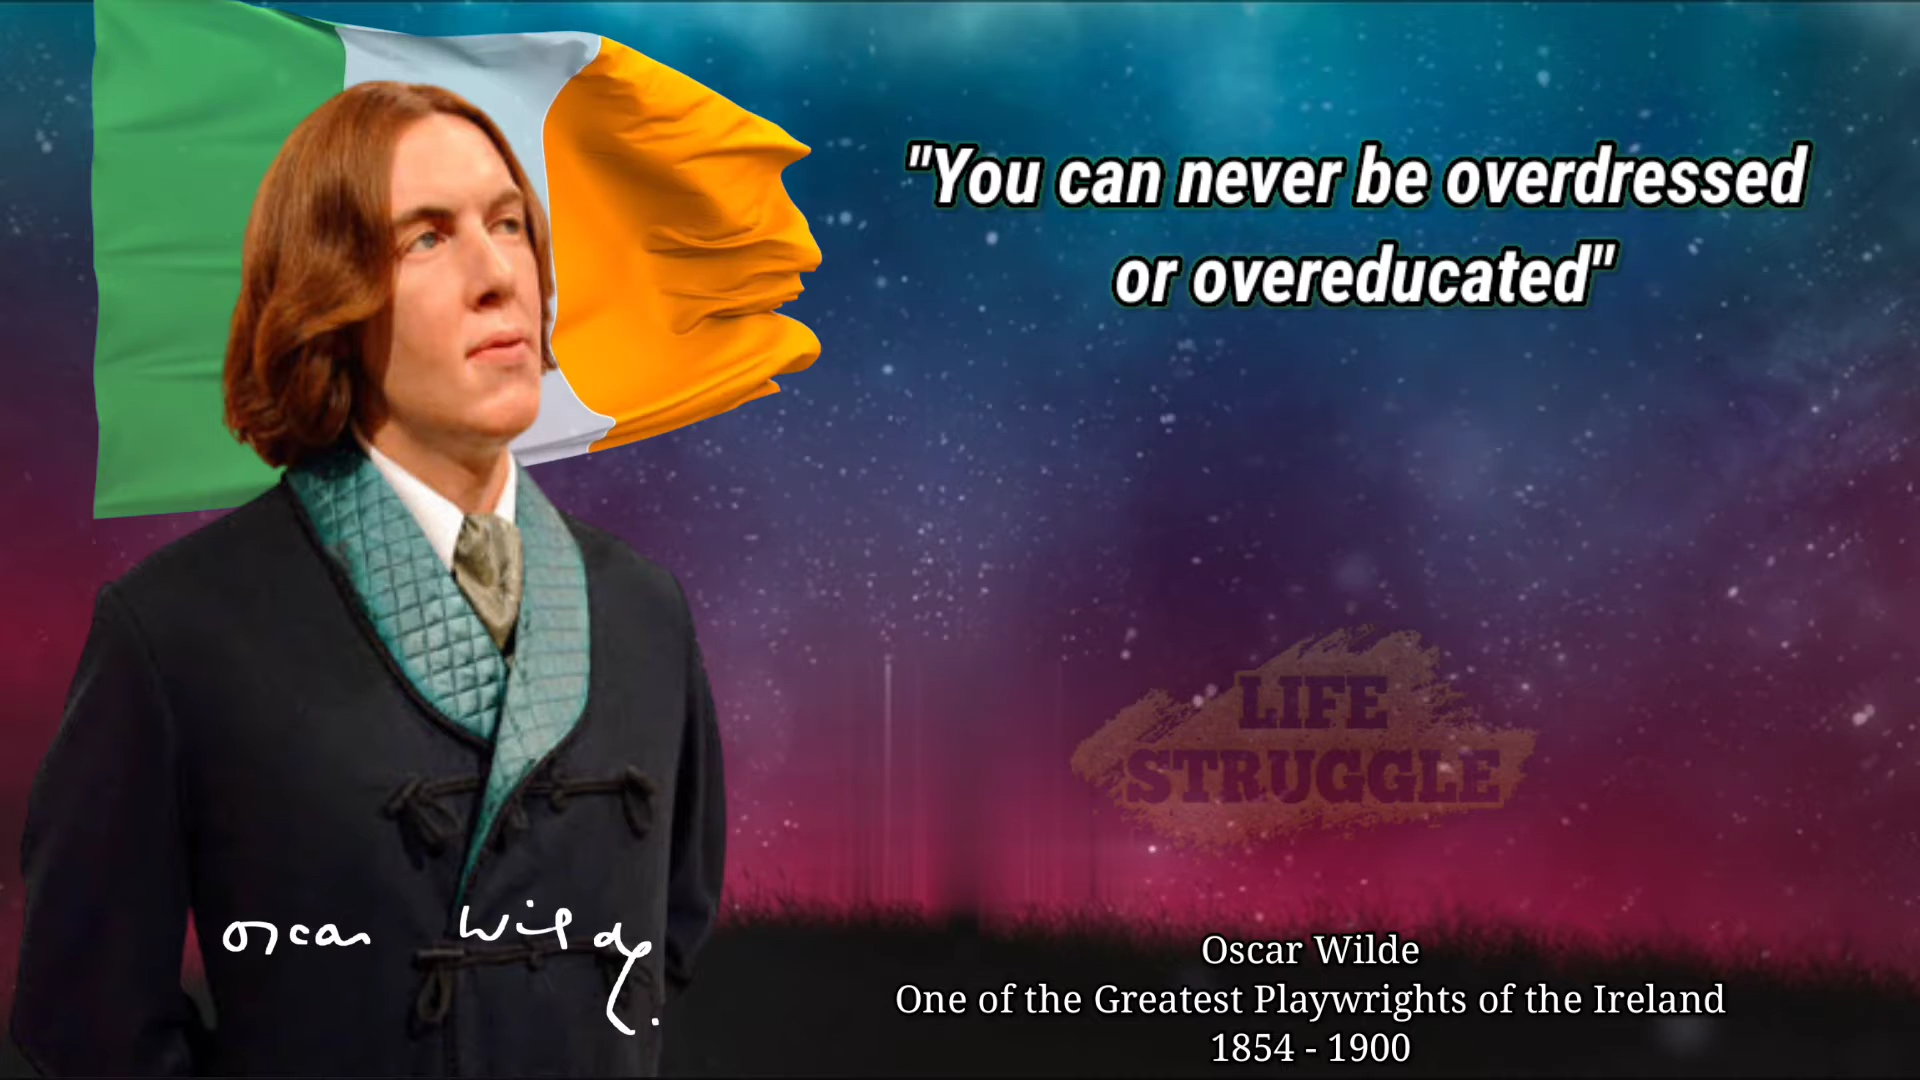 "You can never be overdressed
or overeducated"
LIFE
STRUGGLE
Oscar Wilde
Oscar Wilde
One of the Greatest Playwrights of the Ireland
1854 - 1900